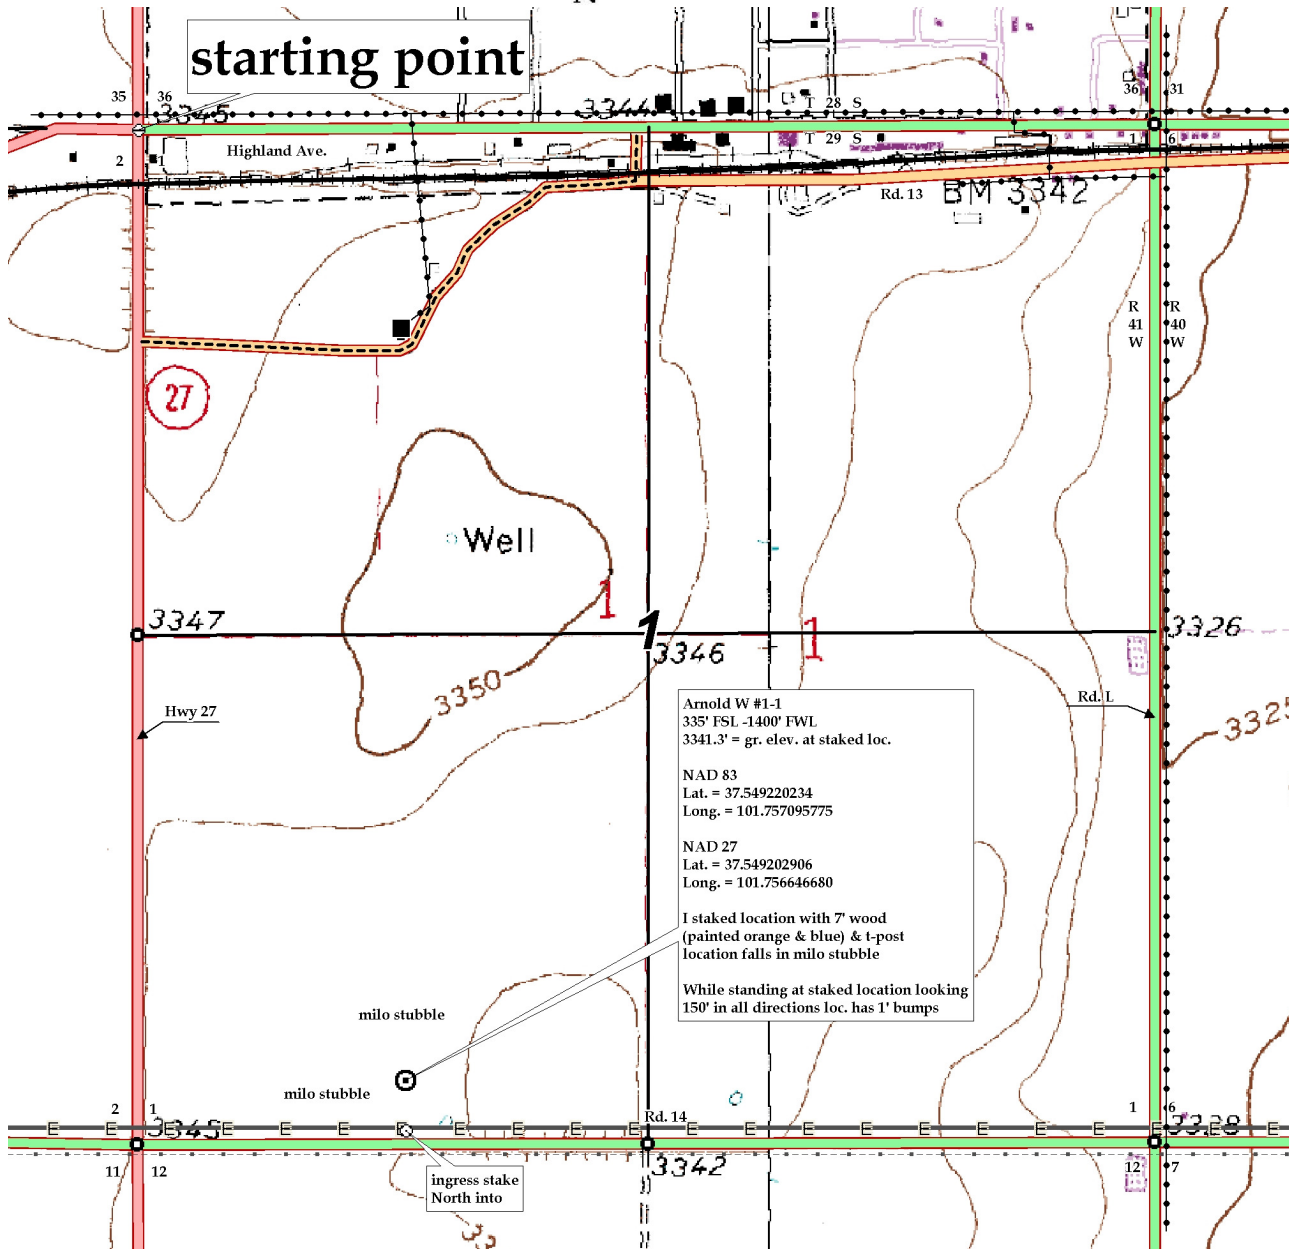 N
starting point
35 36
3345
3344
T 28 S
36 31
2 1
Highland Ave.
T 29 S
1 6
Rd. 13
BM 3342
R
41
W
R
40
W
27
Well
1
3347
1
3346
1
3326
3350
Hwy 27
Rd. L
3325
Arnold W #1-1
335' FSL -1400' FWL
3341.3' = gr. elev. at staked loc.
NAD 83
Lat. = 37.549220234
Long. = 101.757095775
NAD 27
Lat. = 37.549202906
Long. = 101.756646680
I staked location with 7' wood
(painted orange & blue) & t-post
location falls in milo stubble
While standing at staked location looking
150' in all directions loc. has 1' bumps
milo stubble
milo stubble
2 1
Rd. 14
1 6
3345
E E E E E E E E E E E E E E E E E E E E
3328
11 12
3342
12 7
ingress stake
North into
33